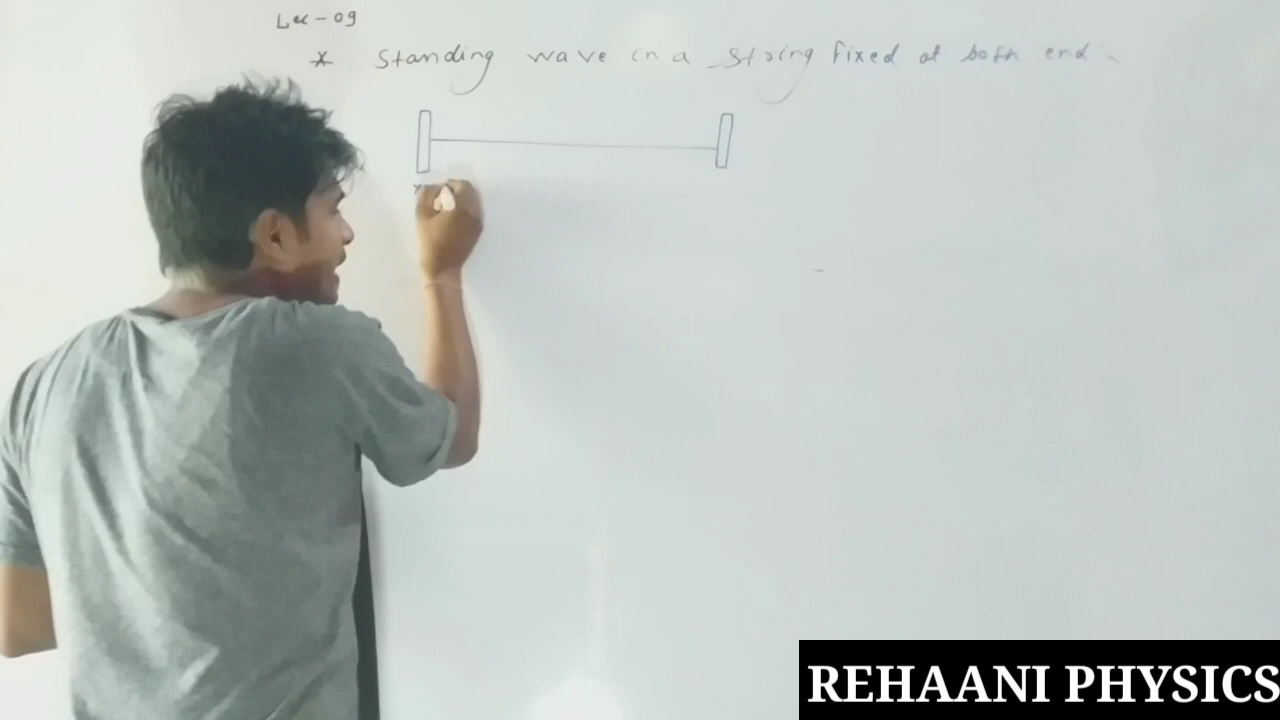 Lec-09
* Standing wave in a string fixed at both end
REHAANI PHYSICS